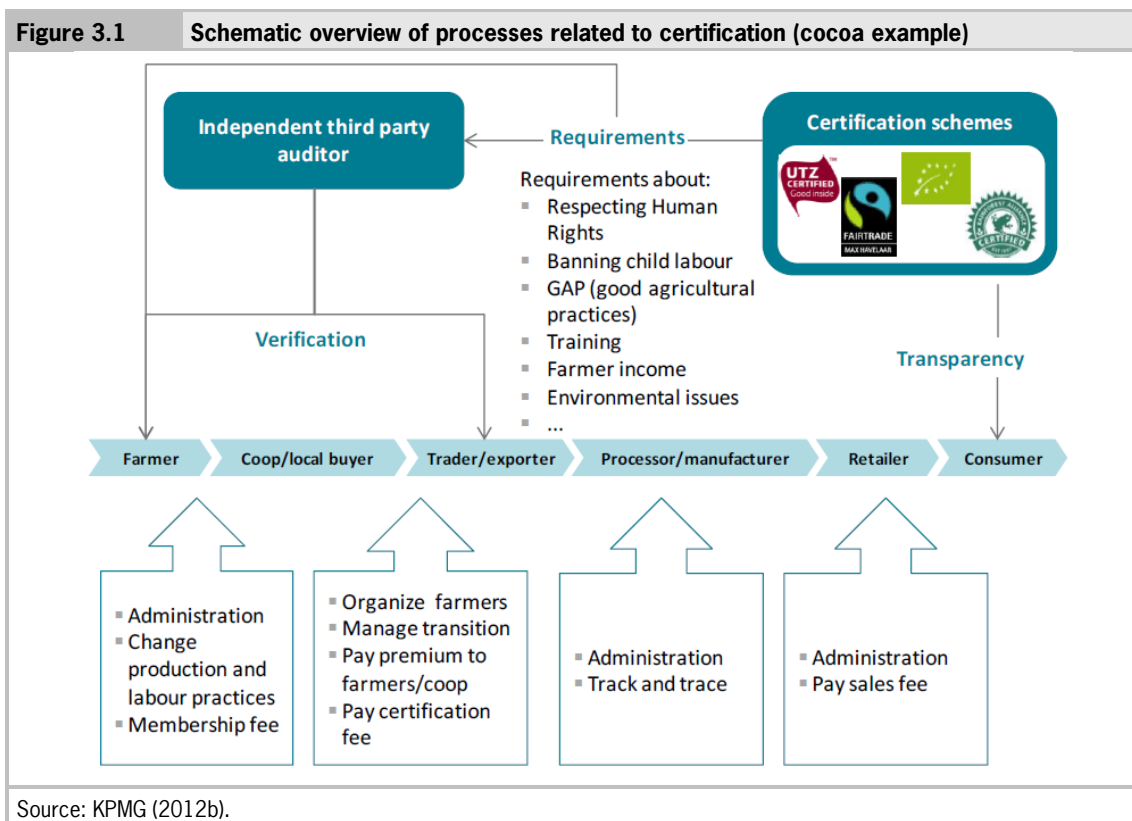 Figure 3.1 Schematic overview of processes related to certification (cocoa example)
Independent third party
auditor
Requirements
Certification schemes
UTZ
CERTIFIED
Good inside
™
FAIRTRADE
MAX HAVELAAR
CERTIFIED
Requirements about:
Respecting Human
Rights
Banning child labour
GAP (good agricultural
practices)
Training
Farmer income
Environmental issues
...
Verification
Transparency
Farmer
Coop/local buyer
Trader/exporter
Processor/manufacturer
Retailer
Consumer
Administration
Change
production and
labour practices
Membership fee
Organize farmers
Manage transition
Pay premium to
farmers/coop
Pay certification
fee
Administration
Track and trace
Administration
Pay sales fee
Source: KPMG (2012b).